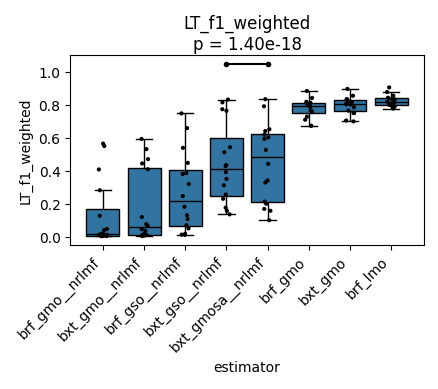 LT_f1_weighted
p = 1.40e-18
LT_f1_weighted
1.0
0.8
0.6
0.4
0.2
0.0
brf_gmo__nrlmf
bxt_gmo__nrlmf
brf_gso__nrlmf
bxt_gso__nrlmf
bxt_gmosa__nrlmf
brf_gmo
bxt_gmo
brf_lmo
estimator